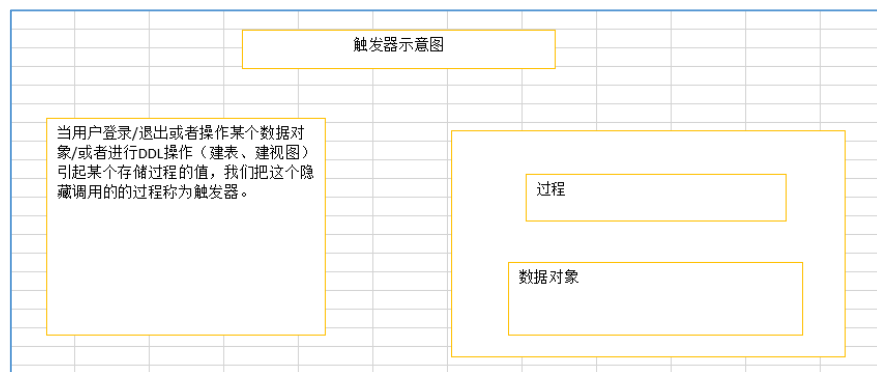 触发器示意图
当用户登录/退出或者操作某个数据对
象/或者进行DDL操作（建表、建视图）
引起某个存储过程的值，我们把这个隐
藏调用的的过程称为触发器。
过程
数据对象